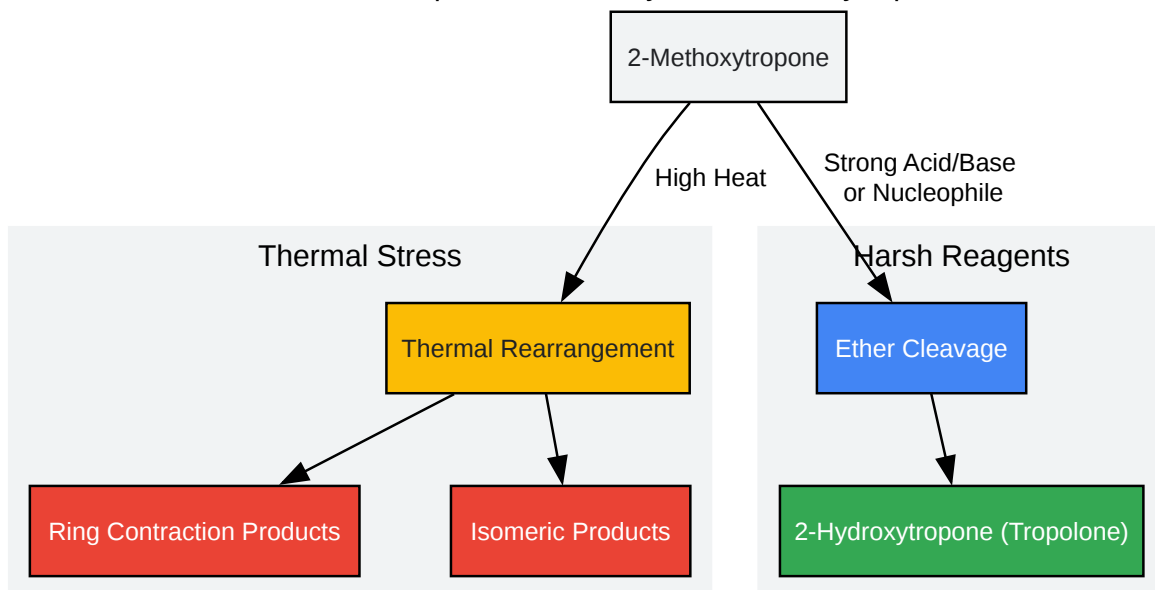 2-Methoxytropone
High Heat
Strong Acid/Base
or Nucleophile
Thermal Stress
Harsh Reagents
Thermal Rearrangement
Ether Cleavage
Ring Contraction Products
Isomeric Products
2-Hydroxytropone (Tropolone)